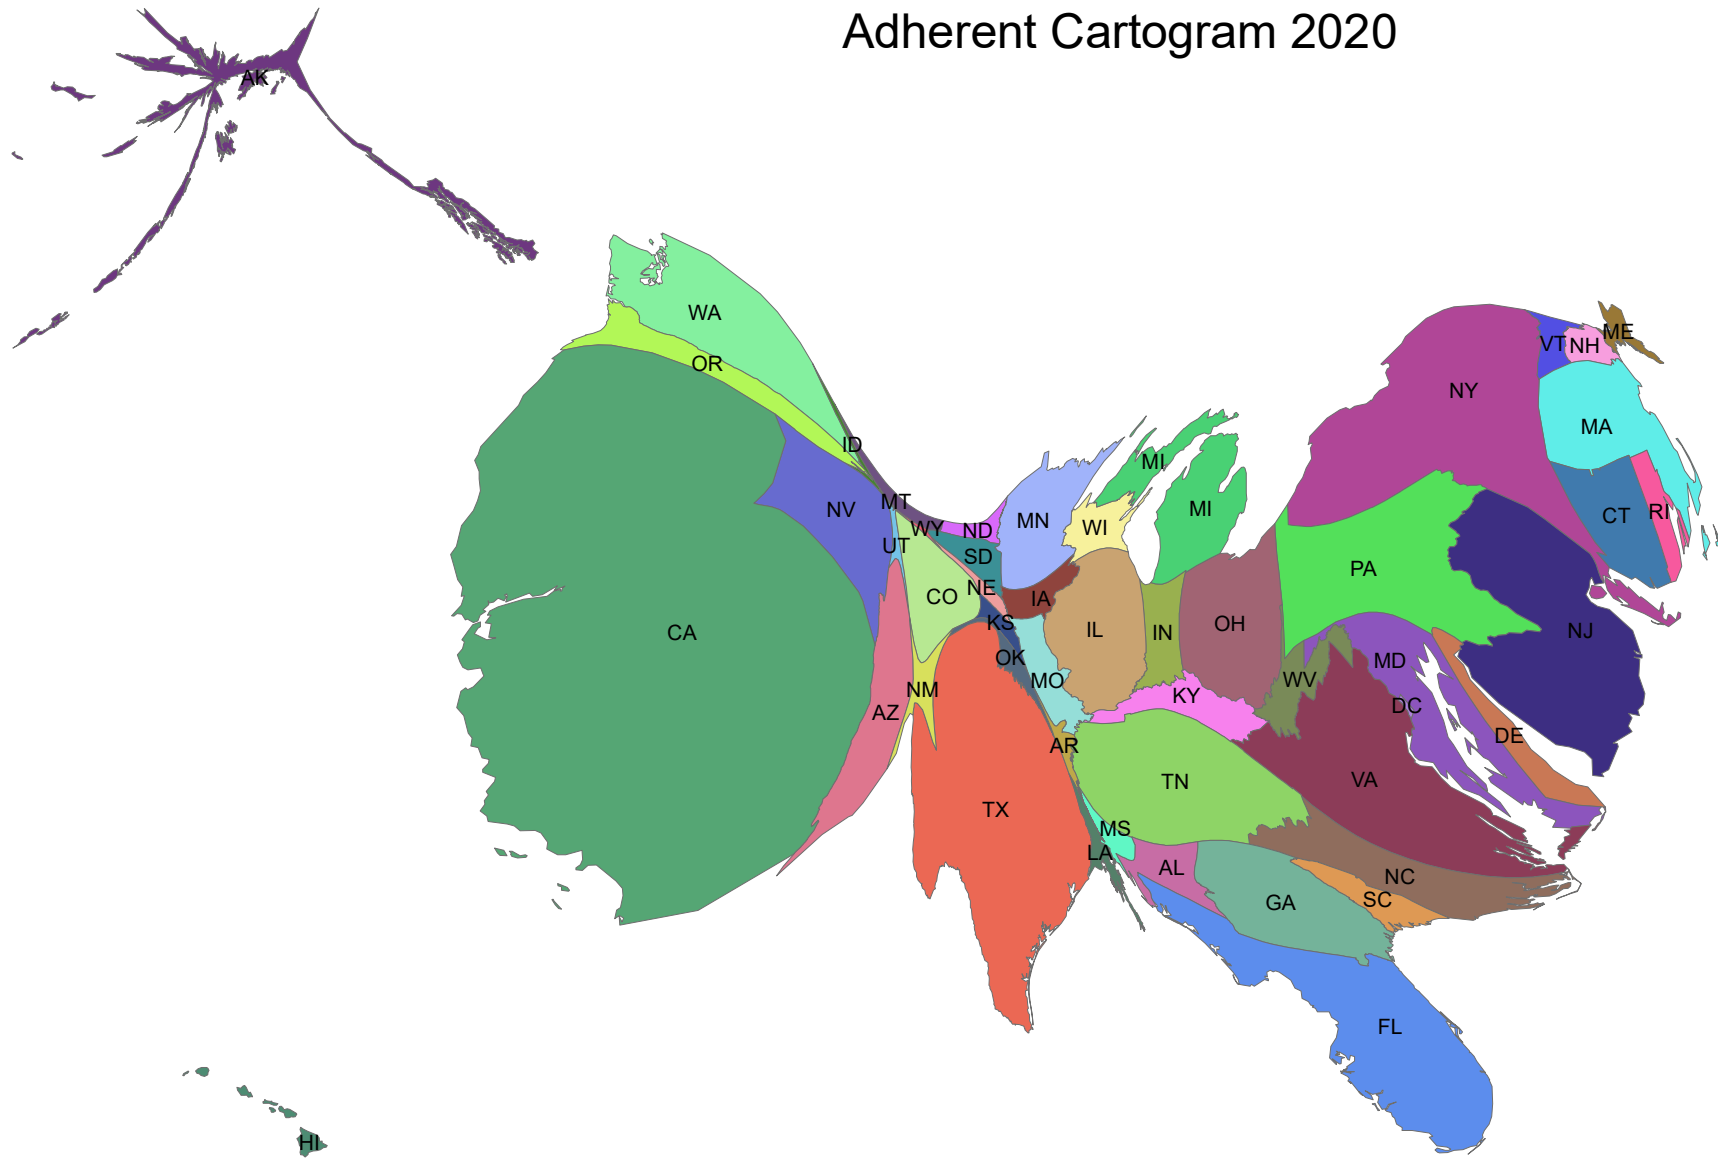 Adherent Cartogram 2020
AK
WA
ME
VT
NH
OR
NY
MA
ID
MI
MT
NV
MI
RI
CT
WI
MN
WY
ND
UT
SD
PA
NE
CO
IA
KS
CA
IL
IN
OH
NJ
OK
MD
MO
WV
NM
KY
DC
AZ
DE
AR
TN
VA
TX
MS
LA
AL
NC
SC
GA
FL
HI